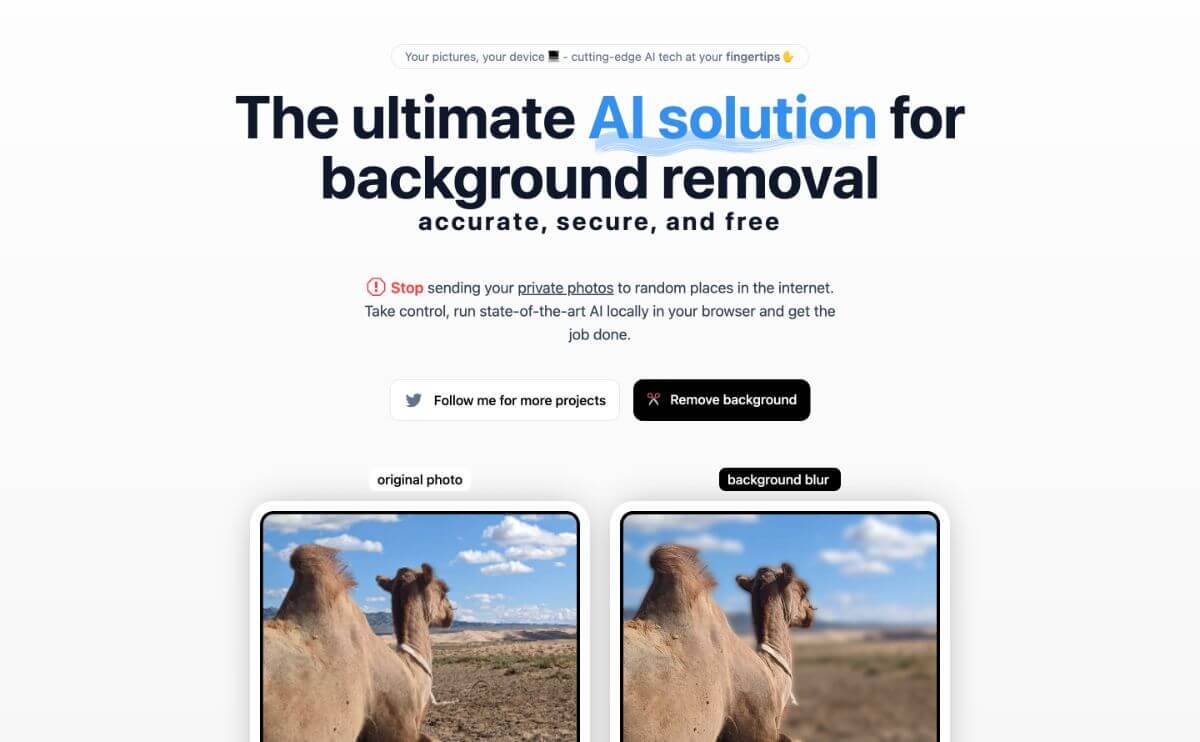 Your pictures, your device 💻 - cutting-edge AI tech at your fingertips✋
The ultimate AI solution for
background removal
accurate, secure, and free
Stop sending your private photos to random places in the internet.
Take control, run state-of-the-art AI locally in your browser and get the
job done.
Follow me for more projects
Remove background
original photo
background blur